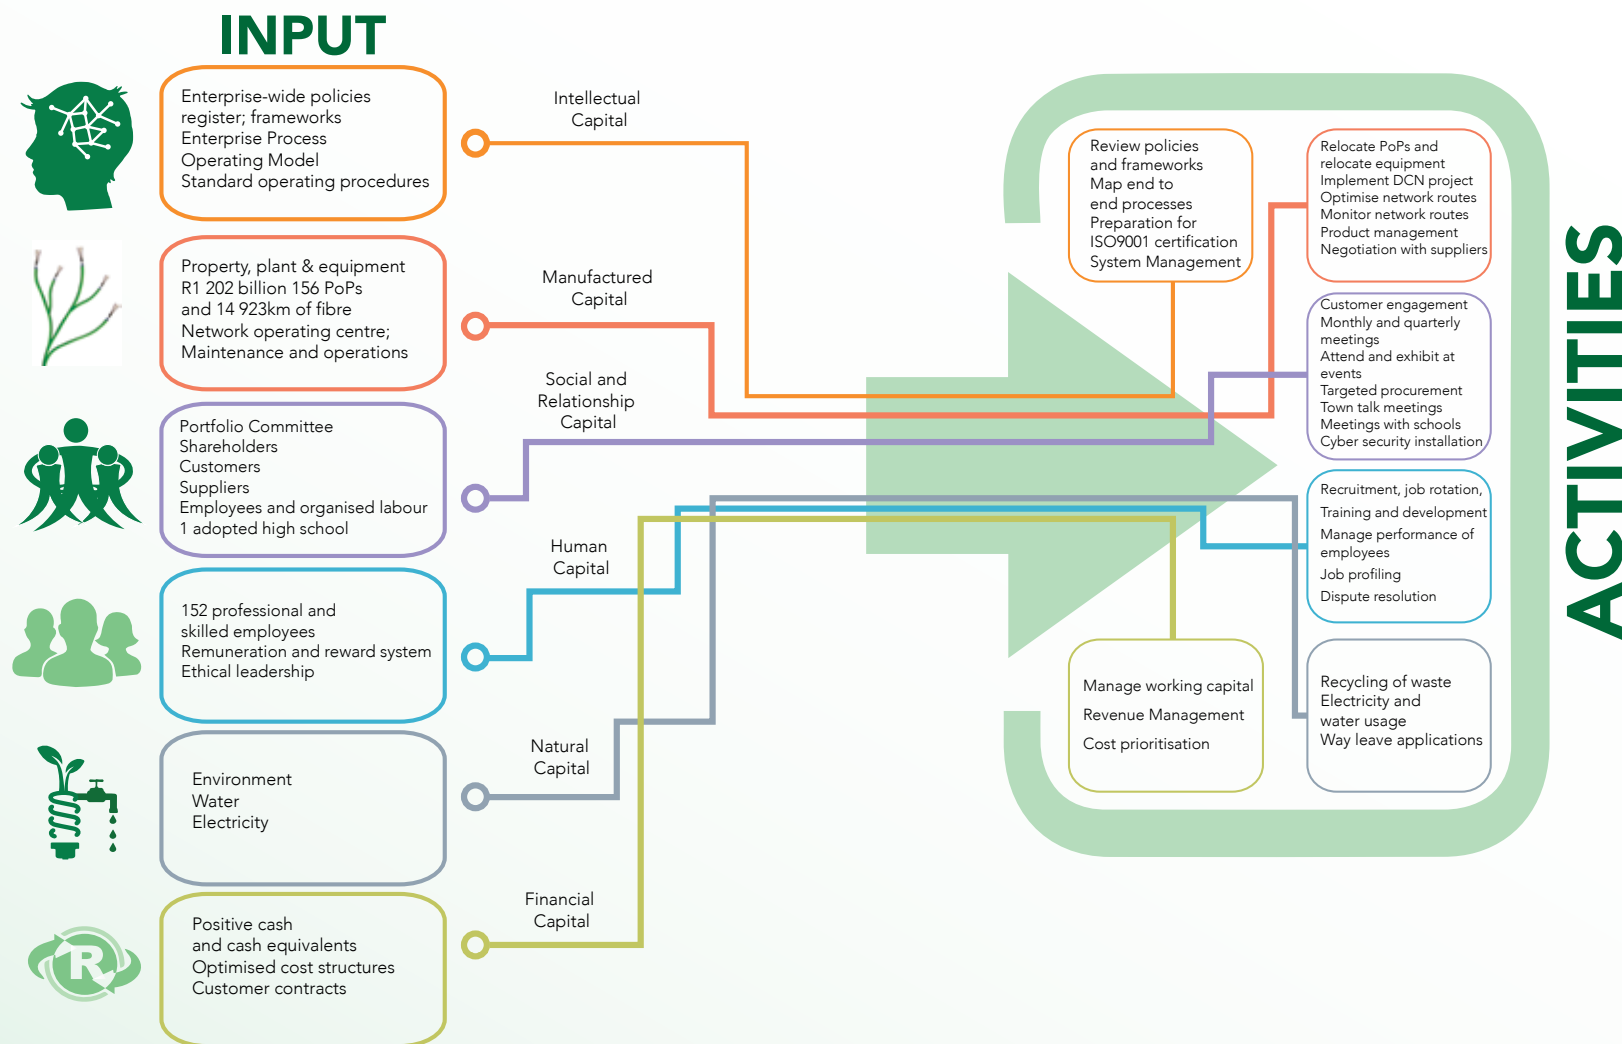 INPUT
Enterprise-wide policies
register; frameworks
Enterprise Process
Operating Model
Standard operating procedures
Intellectual
Capital
Property, plant & equipment
R1 202 billion 156 PoPs
and 14 923km of fibre
Network operating centre;
Maintenance and operations
Manufactured
Capital
Portfolio Committee
Shareholders
Customers
Suppliers
Employees and organised labour
1 adopted high school
Social and
Relationship
Capital
152 professional and
skilled employees
Remuneration and reward system
Ethical leadership
Human
Capital
Environment
Water
Electricity
Natural
Capital
R
Positive cash
and cash equivalents
Optimised cost structures
Customer contracts
Financial
Capital
Review policies
and frameworks
Map end to
end processes
Preparation for
ISO9001 certification
System Management
Relocate PoPs and
relocate equipment
Implement DCN project
Optimise network routes
Monitor network routes
Product management
Negotiation with suppliers
Customer engagement
Monthly and quarterly
meetings
Attend and exhibit at
events
Targeted procurement
Town talk meetings
Meetings with schools
Cyber security installation
Recruitment, job rotation,
Training and development
Manage performance of
employees
Job profiling
Dispute resolution
Manage working capital
Revenue Management
Cost prioritisation
Recycling of waste
Electricity and
water usage
Way leave applications
ACTIVITIES